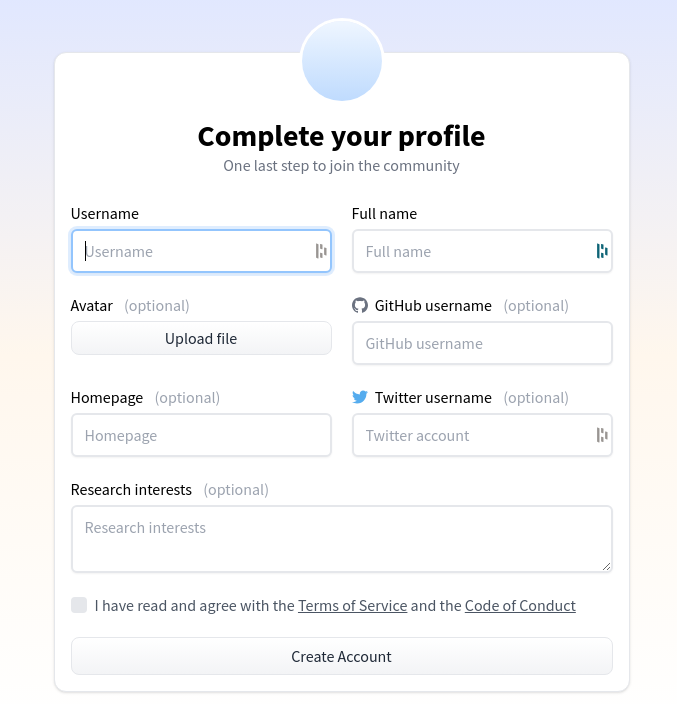 Complete your profile
One last step to join the community
Username
Full name
Username
Full name
Avatar (optional)
GitHub username (optional)
Upload file
GitHub username
Homepage (optional)
Twitter username (optional)
Homepage
Twitter account
Research interests (optional)
Research interests
I have read and agree with the Terms of Service and the Code of Conduct
Create Account